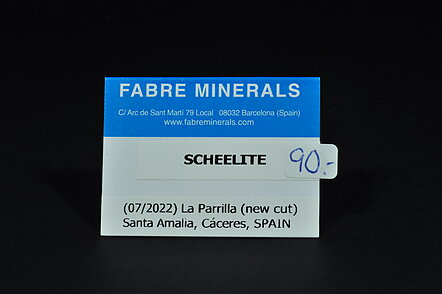 FABRE MINERALS
C/ Arc de Sant Martí 79 Local   08032 Barcelona (Spain)
www.fabreminerals.com
SCHEELITE
90.-
(07/2022) La Parrilla (new cut)
Santa Amalia, Cáceres, SPAIN